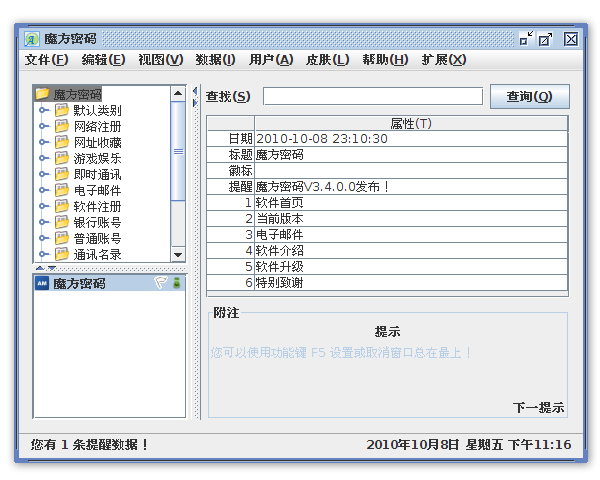 魔方密码
文件(F) 编辑(E) 视图(V) 数据(I) 用户(A) 皮肤(L) 帮助(H) 扩展(X)
魔方密码
默认类别
网络注册
网址收藏
游戏娱乐
即时通讯
电子邮件
软件注册
银行账号
普通账号
通讯名录
AM 魔方密码
查找(S) 查询(Q)
属性(T)
日期 2010-10-08 23:10:30
标题 魔方密码
徽标
提醒 魔方密码V3.4.0.0发布！
1 软件首页
2 当前版本
3 电子邮件
4 软件介绍
5 软件升级
6 特别致谢
附注
提示
您可以使用功能键 F5 设置或取消窗口总在最上！
下一提示
您有 1 条提醒数据！ 2010年10月8日 星期五 下午11:16